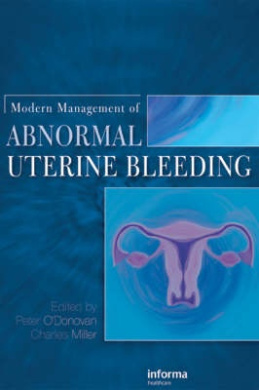 Modern Management of
ABNORMAL
UTERINE BLEEDING
Edited by
Peter O'Donovan
Charles Miller
informa
healthcare